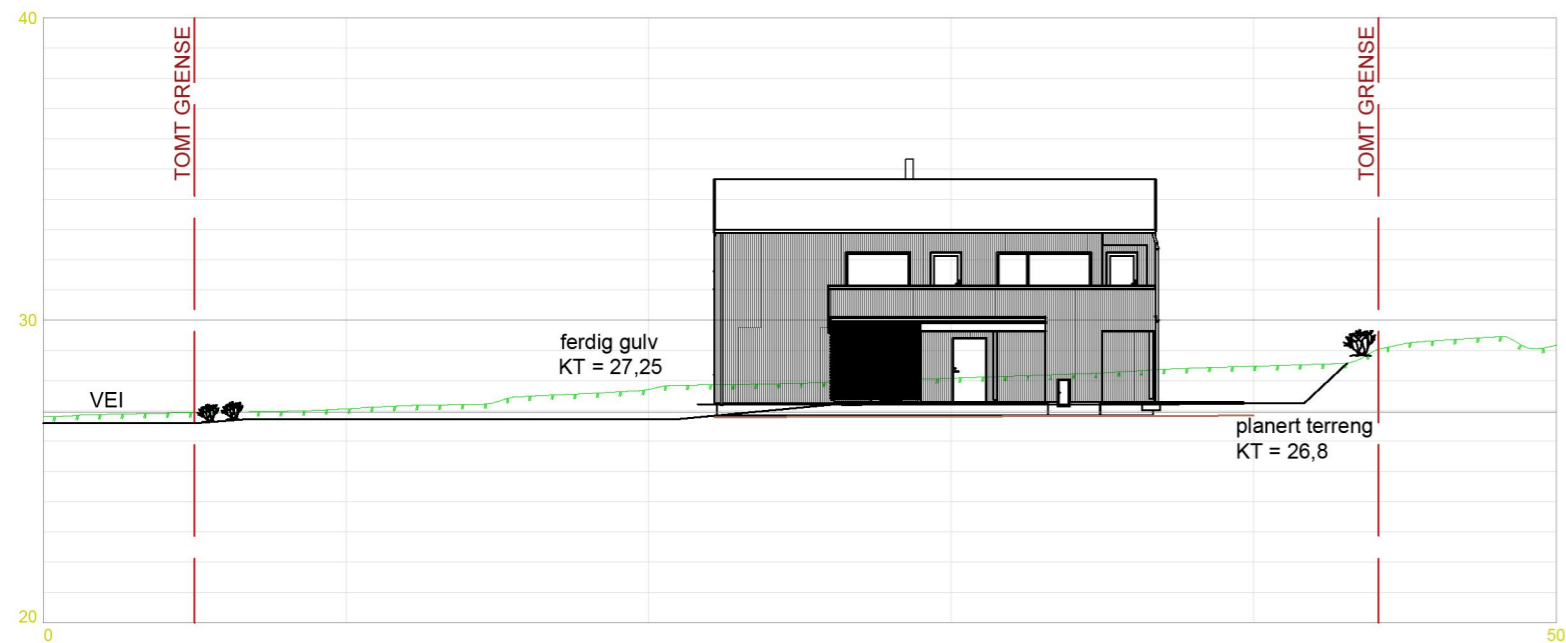 40
TOMT GRENSE
TOMT GRENSE
30
ferdig gulv
KT = 27,25
VEI
planert terreng
KT = 26,8
20
0
50